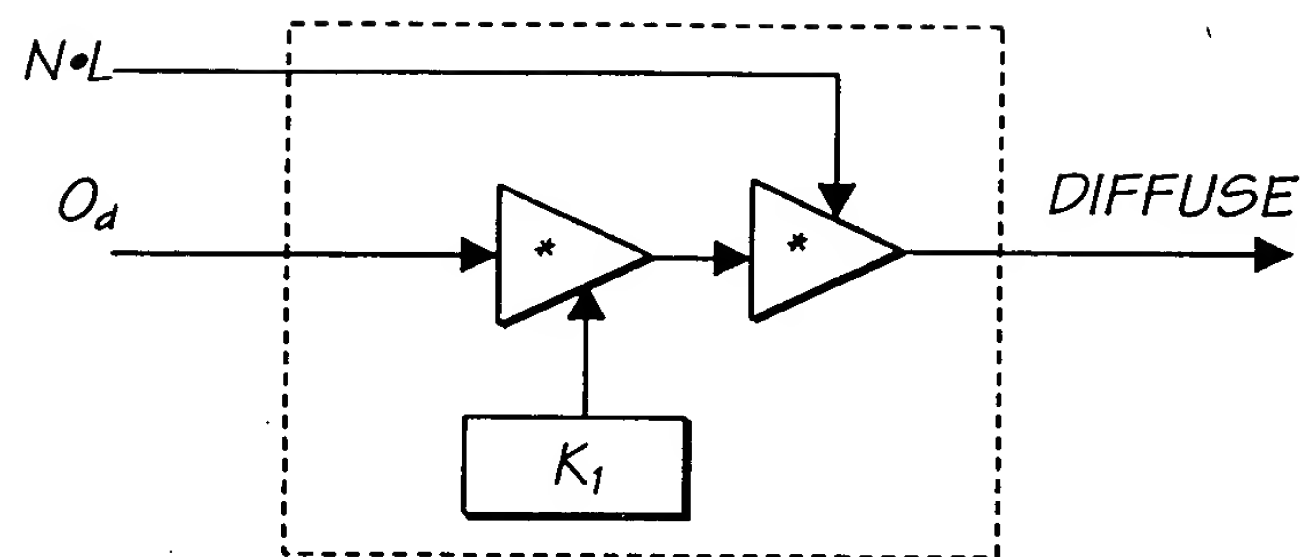 N•L
O_d
DIFFUSE
*
*
K_1